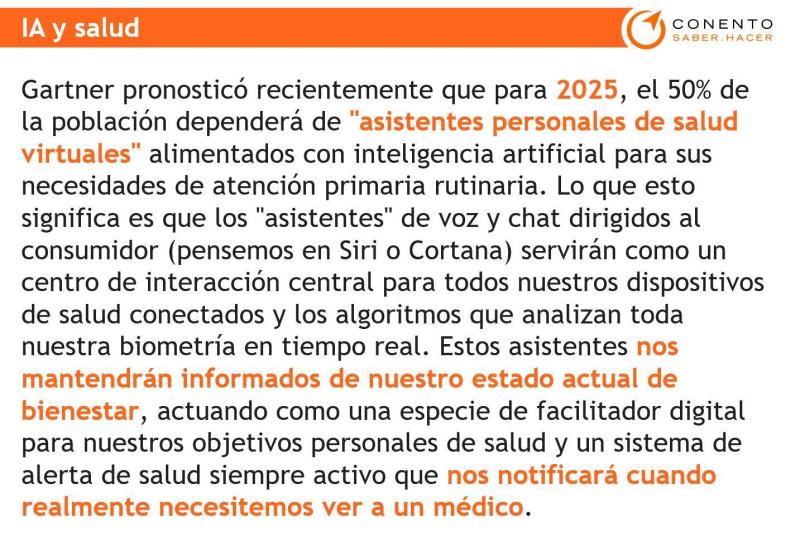 IA y salud
CONENTO
SABER.HACER
Gartner pronosticó recientemente que para 2025, el 50% de
la población dependerá de "asistentes personales de salud
virtuales" alimentados con inteligencia artificial para sus
necesidades de atención primaria rutinaria. Lo que esto
significa es que los "asistentes" de voz y chat dirigidos al
consumidor (pensemos en Siri o Cortana) servirán como un
centro de interacción central para todos nuestros dispositivos
de salud conectados y los algoritmos que analizan toda
nuestra biometría en tiempo real. Estos asistentes nos
mantendrán informados de nuestro estado actual de
bienestar, actuando como una especie de facilitador digital
para nuestros objetivos personales de salud y un sistema de
alerta de salud siempre activo que nos notificará cuando
realmente necesitemos ver a un médico.